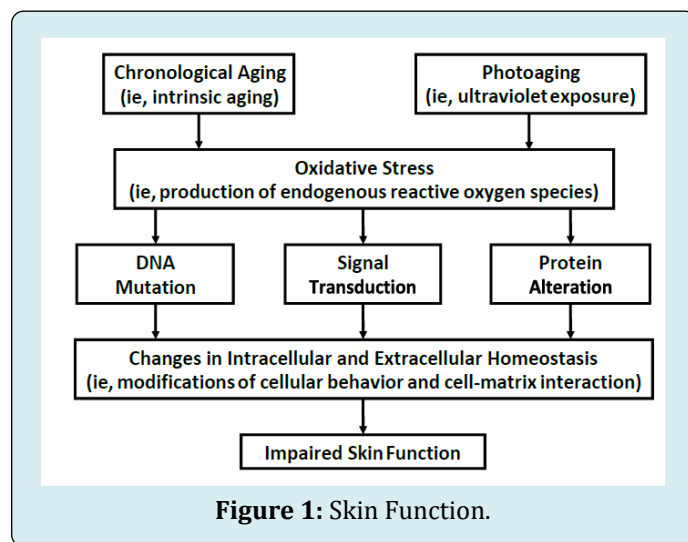 Chronological Aging
(ie, intrinsic aging)
Photoaging
(ie, ultraviolet exposure)
Oxidative Stress
(ie, production of endogenous reactive oxygen species)
DNA
Mutation
Signal
Transduction
Protein
Alteration
Changes in Intracellular and Extracellular Homeostasis
(ie, modifications of cellular behavior and cell-matrix interaction)
Impaired Skin Function
Figure 1: Skin Function.